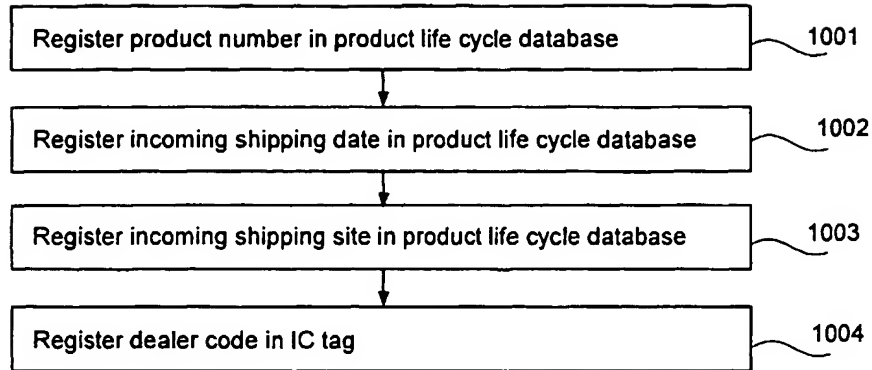 Register product number in product life cycle database
1001
Register incoming shipping date in product life cycle database
1002
Register incoming shipping site in product life cycle database
1003
Register dealer code in IC tag
1004